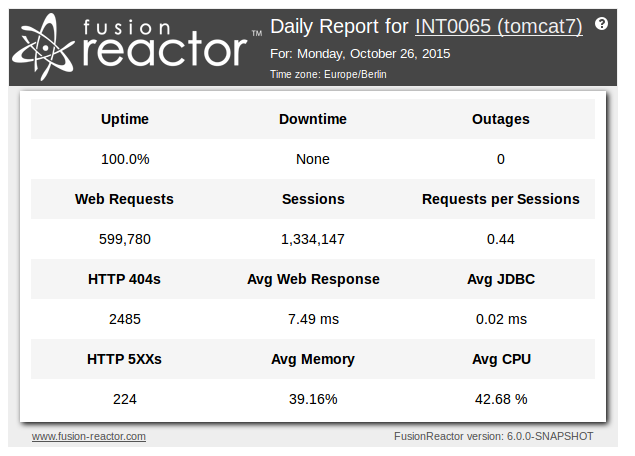 fusion
reactor™
Daily Report for INT0065 (tomcat7)
?
For: Monday, October 26, 2015
Time zone: Europe/Berlin
Uptime Downtime Outages
100.0% None 0
Web Requests Sessions Requests per Sessions
599,780 1,334,147 0.44
HTTP 404s Avg Web Response Avg JDBC
2485 7.49 ms 0.02 ms
HTTP 5XXs Avg Memory Avg CPU
224 39.16% 42.68 %
www.fusion-reactor.com FusionReactor version: 6.0.0-SNAPSHOT